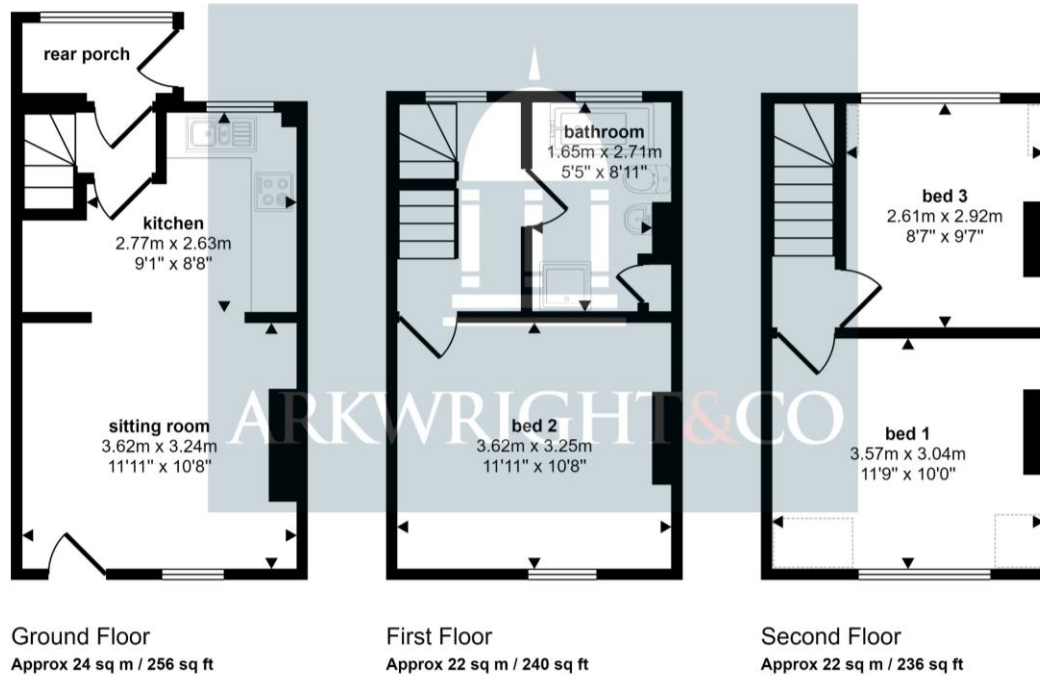 rear porch
kitchen
2.77m x 2.63m
9'1" x 8'8"
sitting room
3.62m x 3.24m
11'11" x 10'8"
bathroom
1.65m x 2.71m
5'5" x 8'11"
bed 2
3.62m x 3.25m
11'11" x 10'8"
bed 3
2.61m x 2.92m
8'7" x 9'7"
bed 1
3.57m x 3.04m
11'9" x 10'0"
ARKWRIGHT&CO
Ground Floor
Approx 24 sq m / 256 sq ft
First Floor
Approx 22 sq m / 240 sq ft
Second Floor
Approx 22 sq m / 236 sq ft